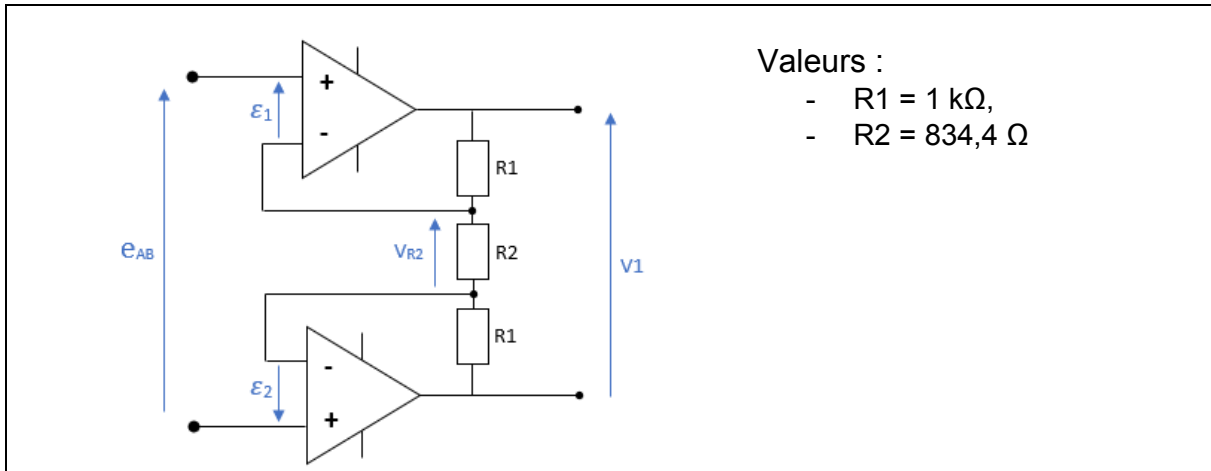 Valeurs :
- R1 = 1 kΩ,
- R2 = 834,4 Ω
+
ε1
-
R1
eAB
VR2
R2
V1
R1
-
ε2
+